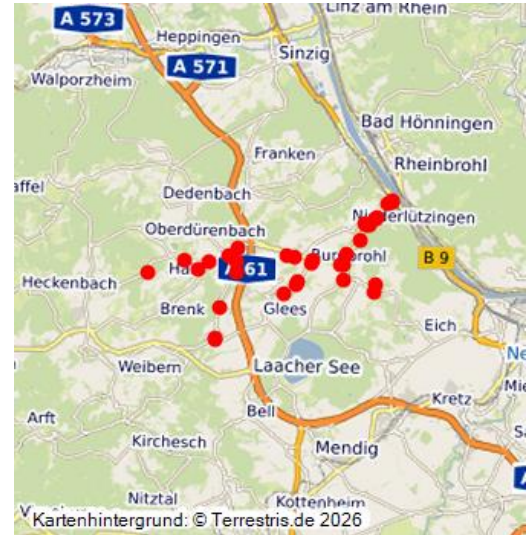 A 573
Heppingen
Linz am Rhein
Sinzig
A 571
Walporzheim
Bad Hönningen
Franken
Rheinbrohl
Dedenbach
Oberdürenbach
B 9
Heckenbach
Brenk
Glees
Eich
Laacher See
Weibern
Bell
Kretz
Arft
Kirchesch
Mendig
Nitztal
Kottenheim
Kartenhintergrund: © Terrestris.de 2026